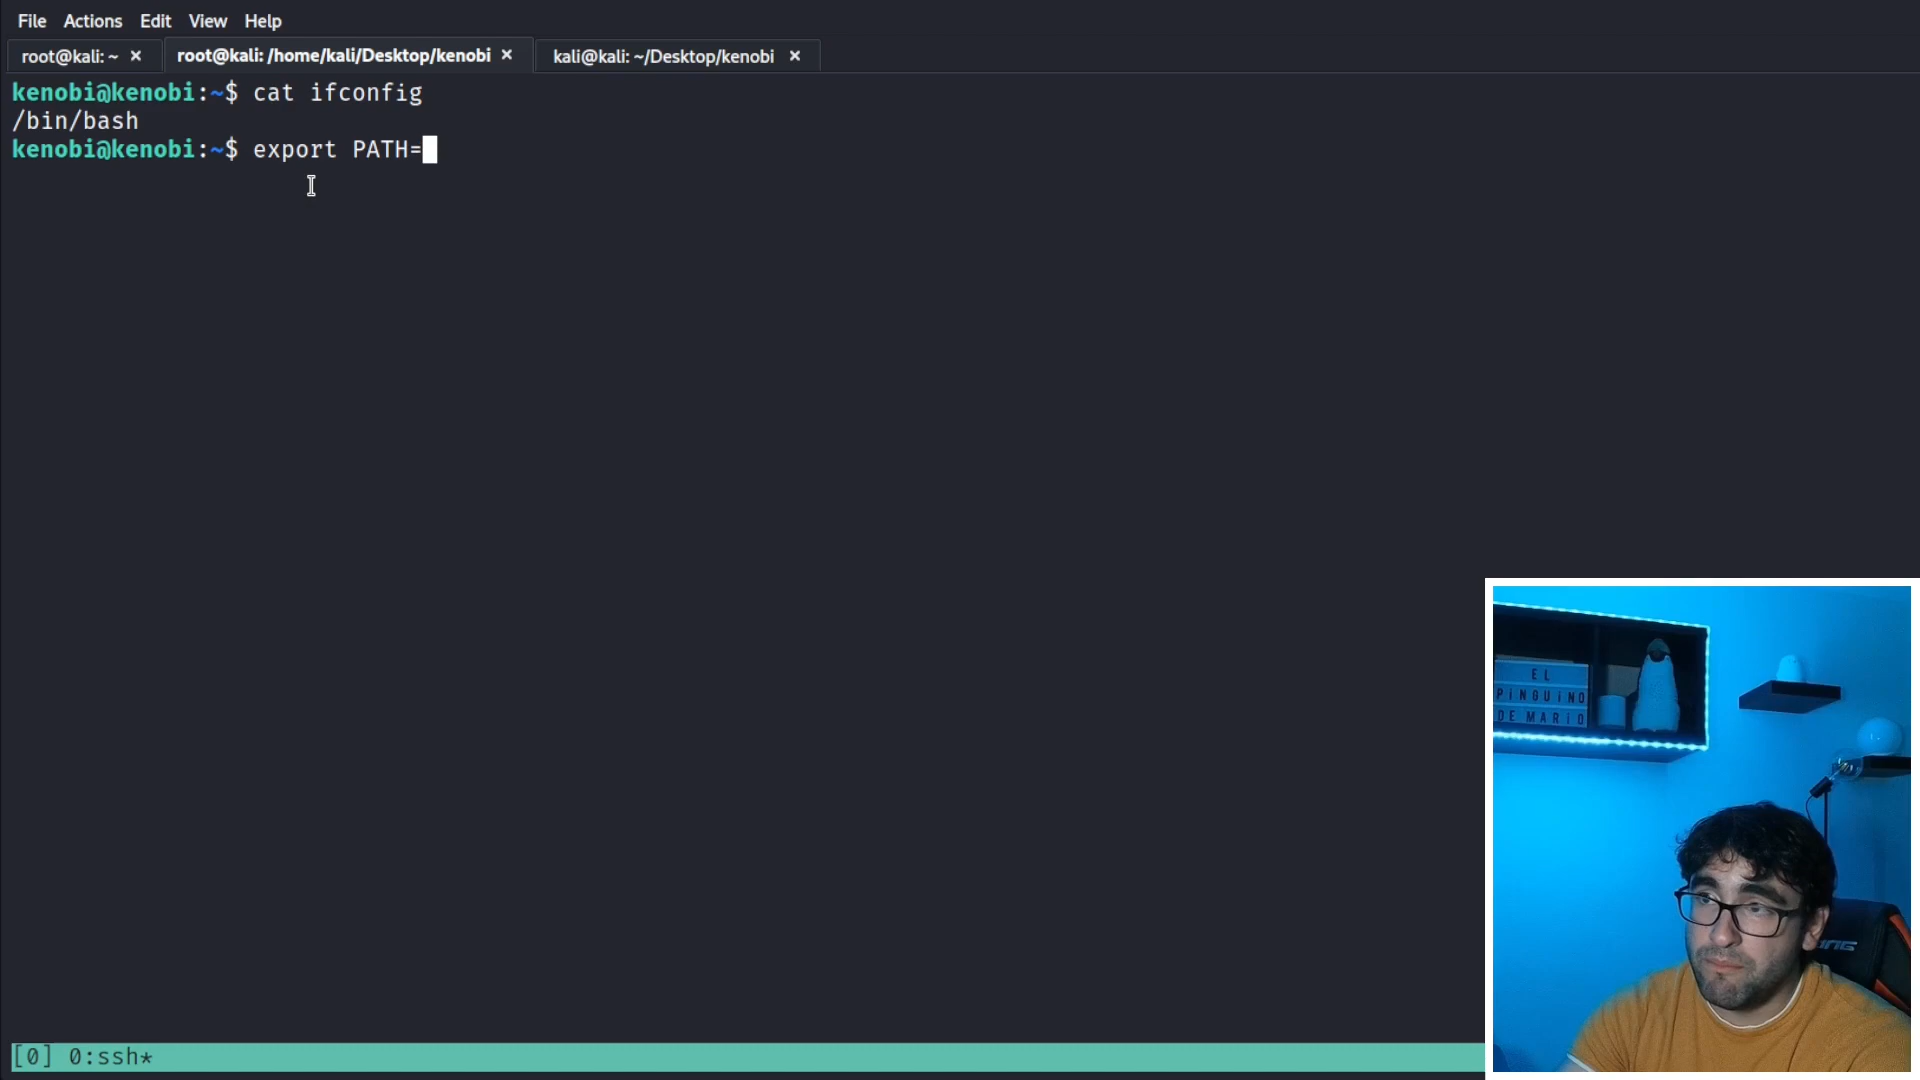 File Actions Edit View Help
root@kali: ~ × root@kali: /home/kali/Desktop/kenobi × kali@kali: ~/Desktop/kenobi ×
kenobi@kenobi:~$ cat ifconfig
/bin/bash
kenobi@kenobi:~$ export PATH=
EL
PiNGUiNO
DE MARiO
[0] 0:ssh*